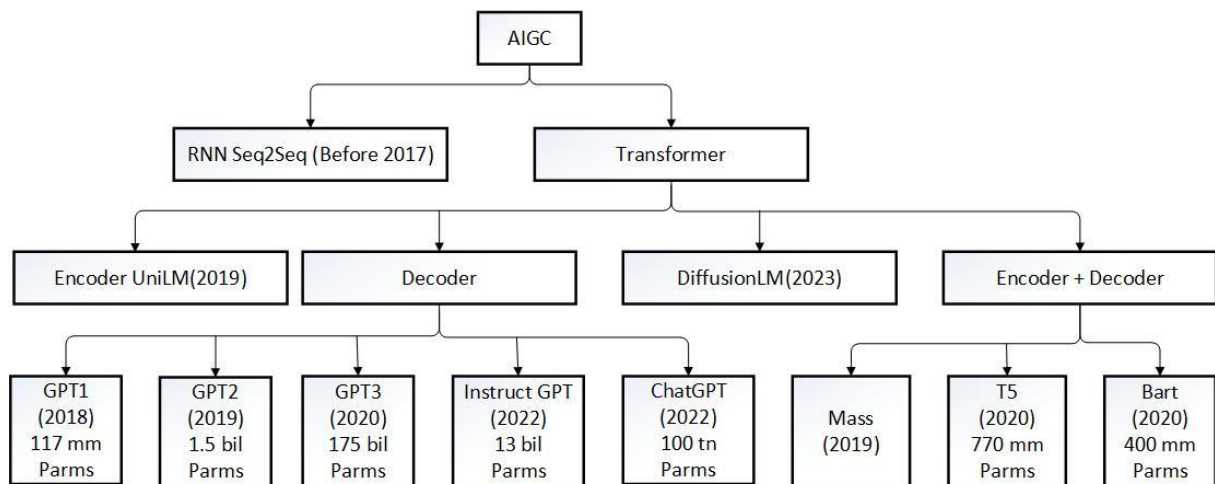 AIGC
RNN Seq2Seq (Before 2017)
Transformer
Encoder UniLM(2019)
Decoder
DiffusionLM(2023)
Encoder + Decoder
GPT1
(2018)
117 mm
Parms
GPT2
(2019)
1.5 bil
Parms
GPT3
(2020)
175 bil
Parms
Instruct GPT
(2022)
13 bil
Parms
ChatGPT
(2022)
100 tn
Parms
Mass
(2019)
T5
(2020)
770 mm
Parms
Bart
(2020)
400 mm
Parms